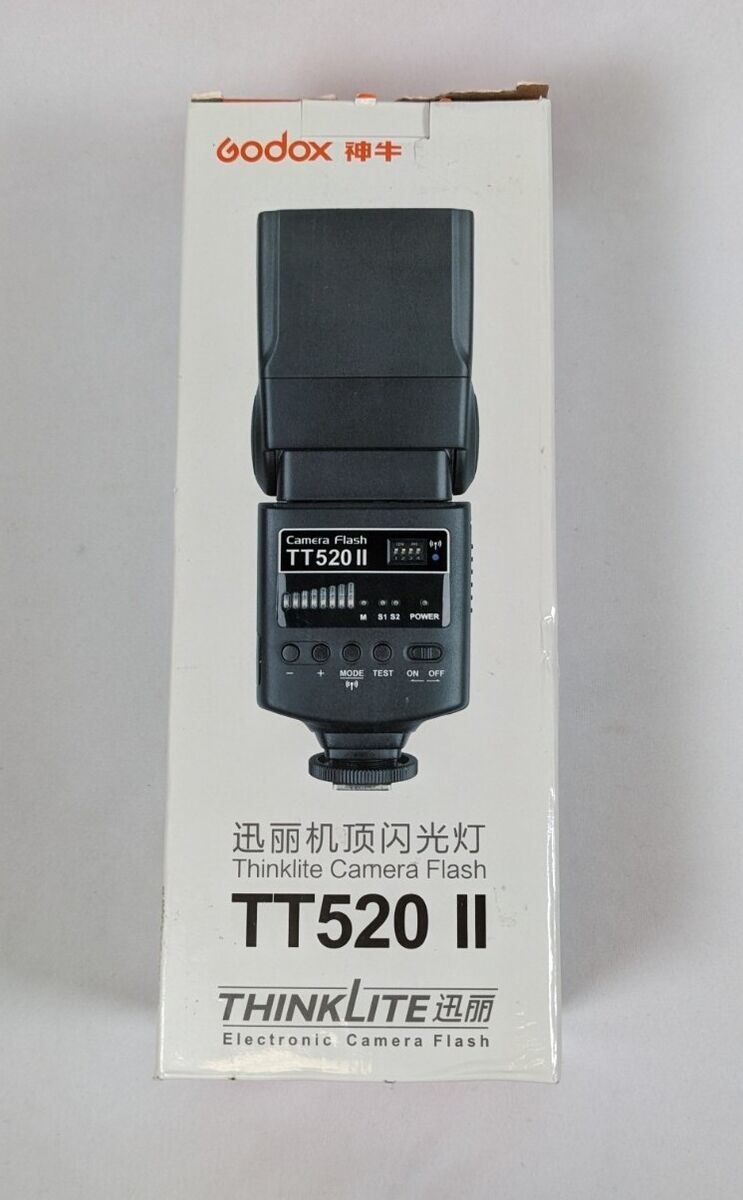 Godox 神牛
Camera Flash
TT520 II
M S1 S2 POWER
− + MODE TEST ON OFF
迅丽机顶闪光灯
Thinklite Camera Flash
TT520 II
THINKLITE 迅丽
Electronic Camera Flash